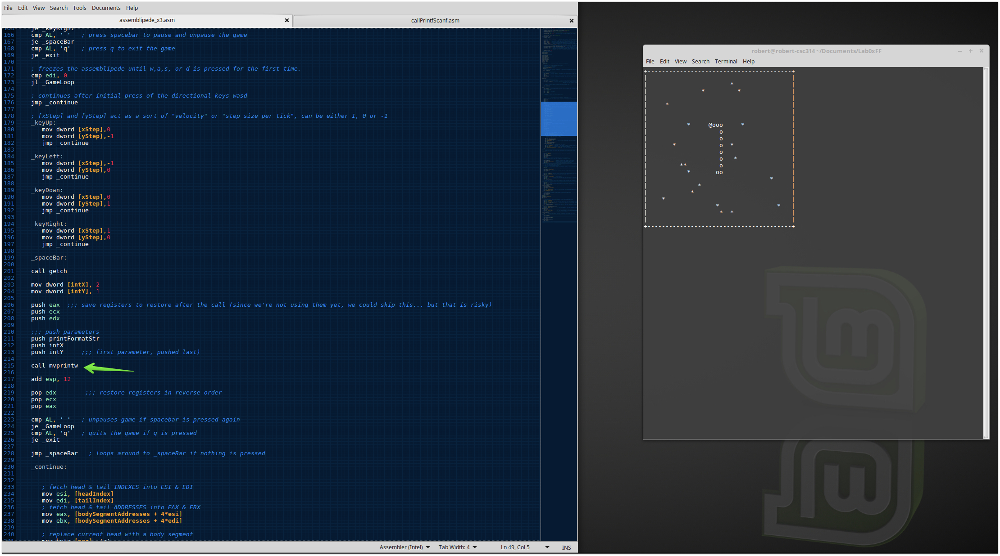 File Edit View Search Tools Documents Help
assemblipede_x3.asm
callPrintfScanf.asm
165 je _keyRight
166 cmp AL, ' ' ; press spacebar to pause and unpause the game
167 je _spaceBar
168 cmp AL, 'q' ; press q to exit the game
169 je _exit
170
171 ; freezes the assemblipede until w,a,s, or d is pressed for the first time.
172 cmp edi, 0
173 jl _GameLoop
174
175 ; continues after initial press of the directional keys wasd
176 jmp _continue
177
178 ; [xStep] and [yStep] act as a sort of "velocity" or "step size per tick", can be either 1, 0 or -1
179 _keyUp:
180 mov dword [xStep],0
181 mov dword [yStep],-1
182 jmp _continue
183
184 _keyLeft:
185 mov dword [xStep],-1
186 mov dword [yStep],0
187 jmp _continue
188
189 _keyDown:
190 mov dword [xStep],0
191 mov dword [yStep],1
192 jmp _continue
193
194 _keyRight:
195 mov dword [xStep],1
196 mov dword [yStep],0
197 jmp _continue
198
199 _spaceBar:
200
201 call getch
202
203 mov dword [intX], 2
204 mov dword [intY], 1
205
206 push eax ;;; save registers to restore after the call (since we're not using them yet, we could skip this... but that is risky)
207 push ecx
208 push edx
209
210 ;;; push parameters
211 push printFormatStr
212 push intX
213 push intY ;;; first parameter, pushed last)
214
215 call mvprintw
216
217 add esp, 12
218
219 pop edx ;;; restore registers in reverse order
220 pop ecx
221 pop eax
222
223 cmp AL, ' ' ; unpauses game if spacebar is pressed again
224 je _GameLoop
225 cmp AL, 'q' ; quits the game if q is pressed
226 je _exit
227
228 jmp _spaceBar ; loops around to _spaceBar if nothing is pressed
229
230 _continue:
231
232
233 ; fetch head & tail INDEXES into ESI & EDI
234 mov esi, [headIndex]
235 mov edi, [tailIndex]
236 ; fetch head & tail ADDRESSES into EAX & EBX
237 mov eax, [bodySegmentAddresses + 4*esi]
238 mov ebx, [bodySegmentAddresses + 4*edi]
239
240 ; replace current head with a body segment
241 mov byte [eax], 'o'
Assembler (Intel) Tab Width: 4 Ln 49, Col 5 INS
robert@robert-csc314 ~/Documents/Lab0xFF
File Edit View Search Terminal Help
+----------------------------------------+
| |
| * |
| * * |
| |
| * |
| |
| |
| * @ooo * |
| o |
| o |
| * o * |
| o |
| o * |
| ** o |
| * oo |
| * |
| * |
| * |
| * |
| * * |
| * * |
| |
+----------------------------------------+